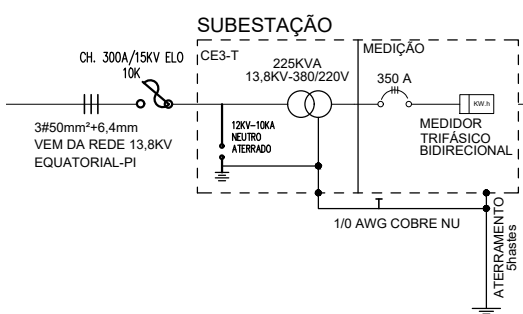 SUBESTAÇÃO
CH. 300A/15KV ELO
10K
CE3-T
225KVA
13,8KV-380/220V
MEDIÇÃO
350 A
KW.h
3#50mm²+6,4mm
VEM DA REDE 13,8KV
EQUATORIAL-PI
12KV-10KA
NEUTRO
ATERRADO
MEDIDOR
TRIFÁSICO
BIDIRECIONAL
T
1/0 AWG COBRE NU
ATERRAMENTO
5hastes